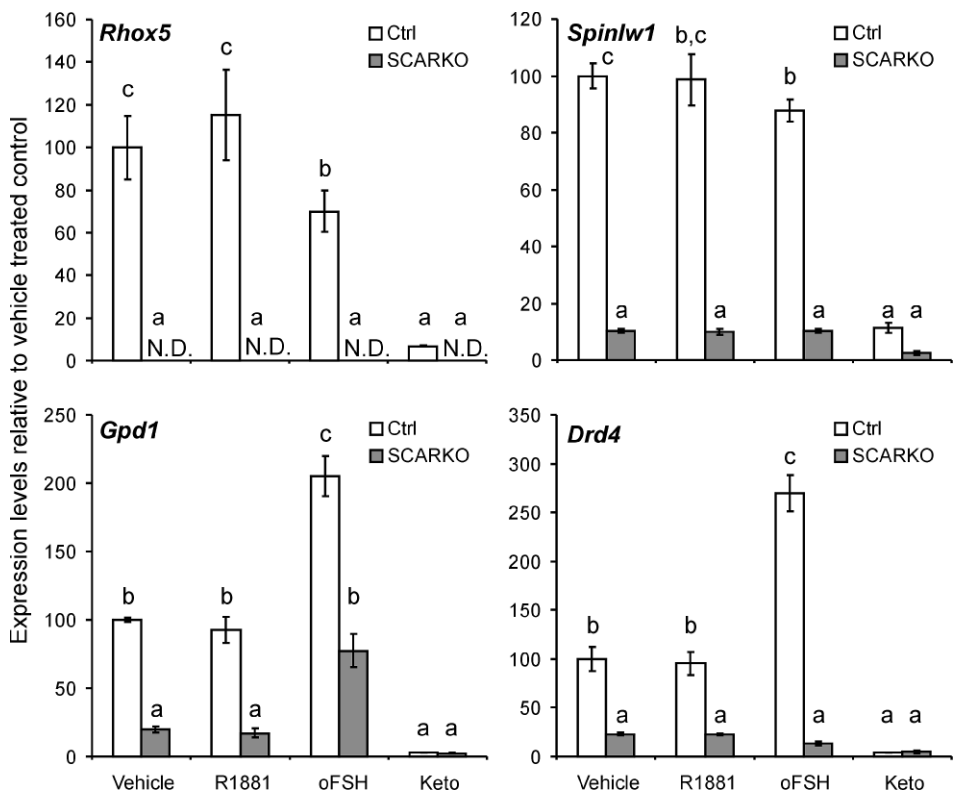 Expression levels relative to vehicle treated control
Rhox5
Ctrl
SCARKO
160
140
120
100
80
60
40
20
0
c
c
b
a
a
a
a a
N.D.
N.D.
N.D.
N.D.
Spinlw1
Ctrl
SCARKO
120
100
80
60
40
20
0
c
b,c
b
a
a
a
a a
Gpd1
Ctrl
SCARKO
250
200
150
100
50
0
b
b
c
b
a
a
a a
Vehicle
R1881
oFSH
Keto
Drd4
Ctrl
SCARKO
350
300
250
200
150
100
50
0
b
b
c
a
a
a
a a
Vehicle
R1881
oFSH
Keto